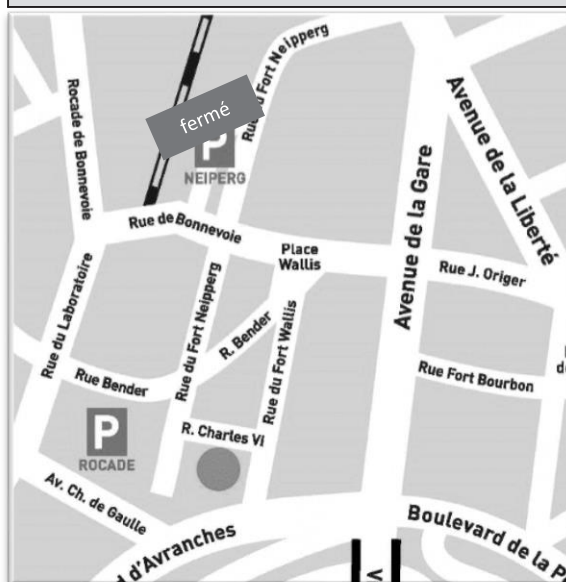 Rue du Fort Neipperg
Rocade de Bonnevoie
fermé
P
NEIPERG
Avenue de la Liberté
Avenue de la Gare
Rue de Bonnevoie
Place
Wallis
Rue J. Origer
Rue du Laboratoire
Rue du Fort Neipperg
R. Bender
Rue du Fort Wallis
Rue Bender
Rue Fort Bourbon
P
ROCADE
R. Charles VI
Av. Ch. de Gaulle
d'Avranches
Boulevard de la P